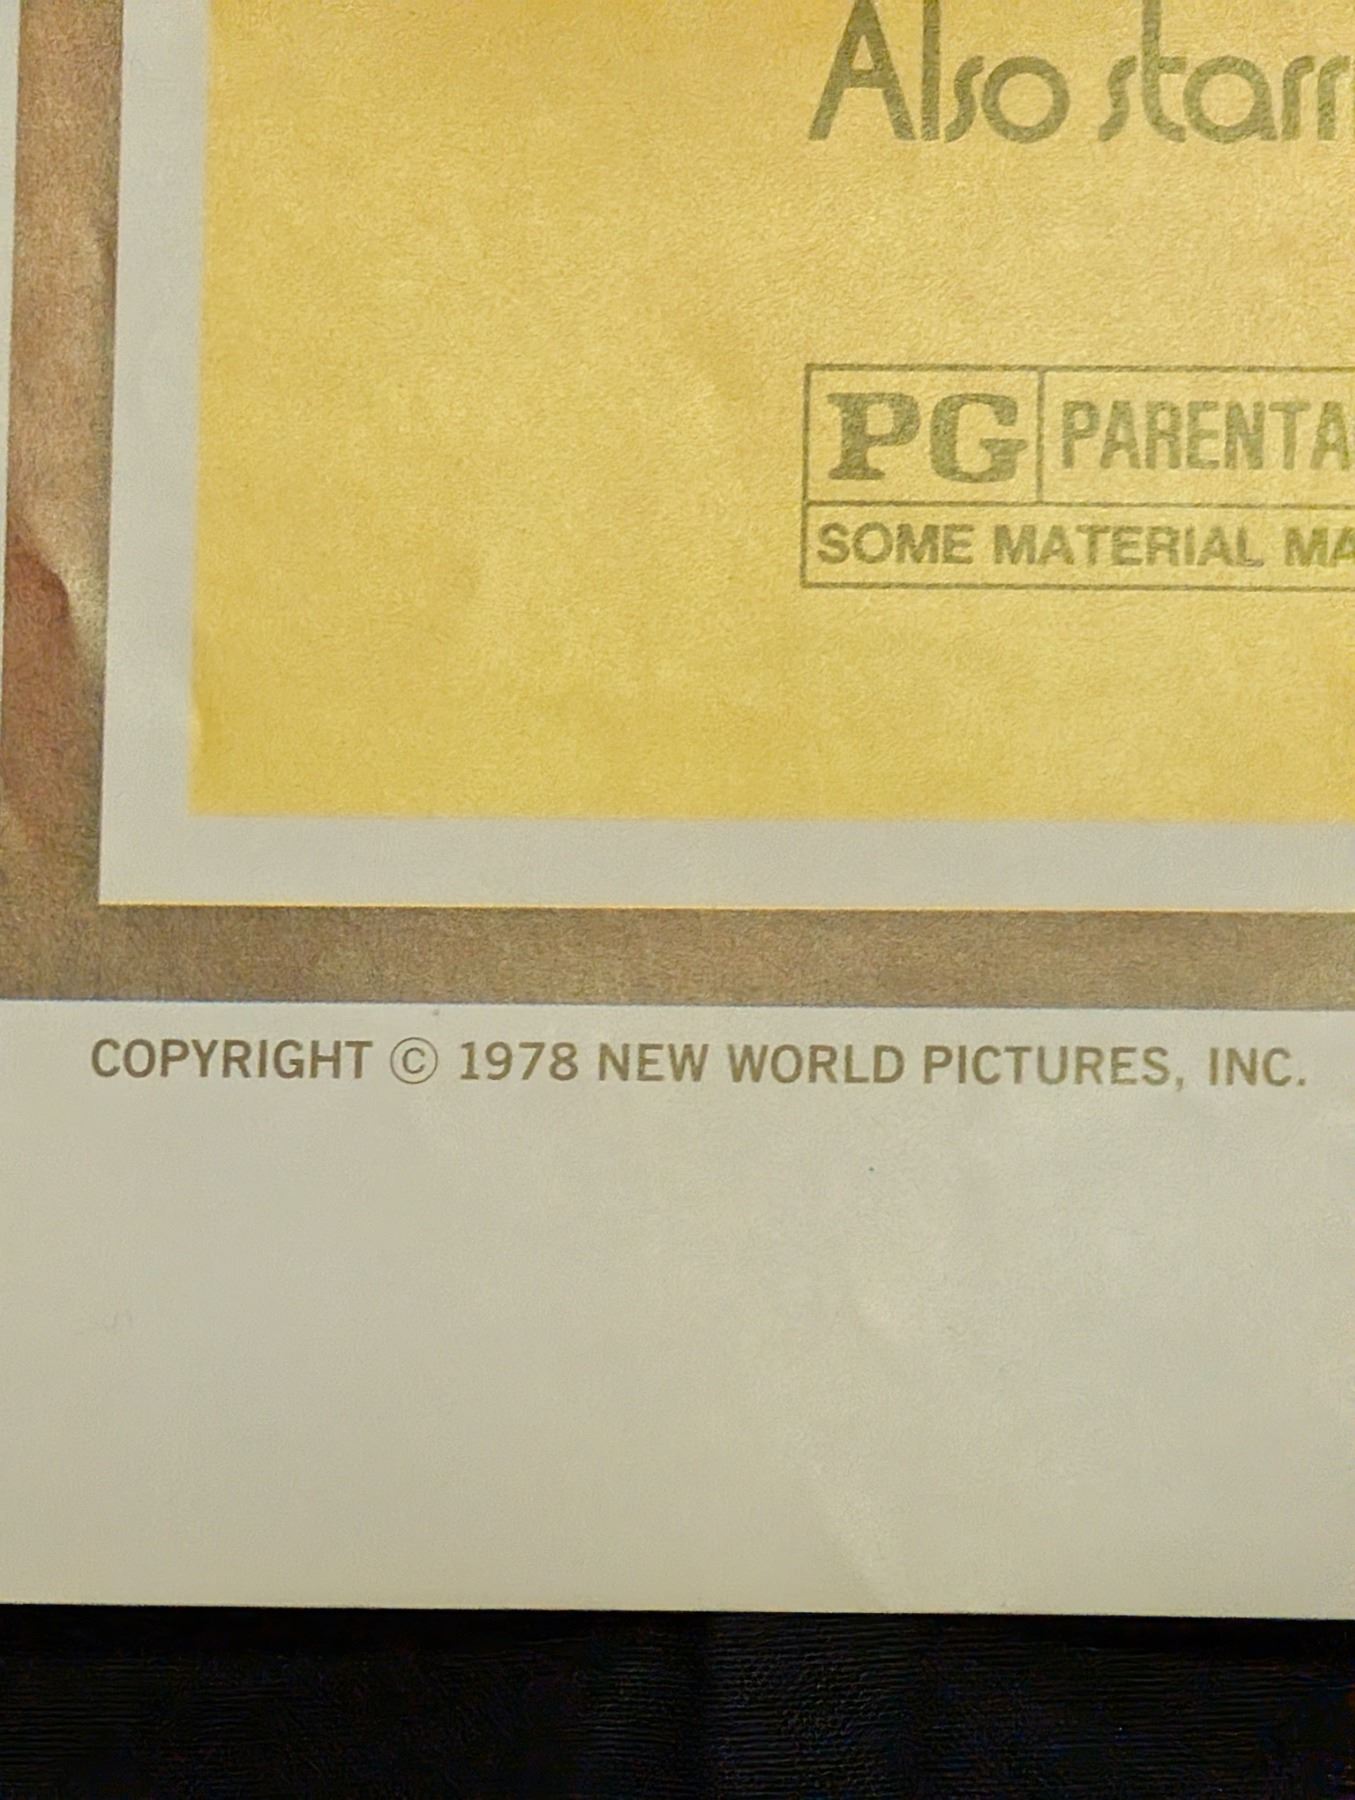 Also starr
PG PARENTA
SOME MATERIAL MA
COPYRIGHT © 1978 NEW WORLD PICTURES, INC.